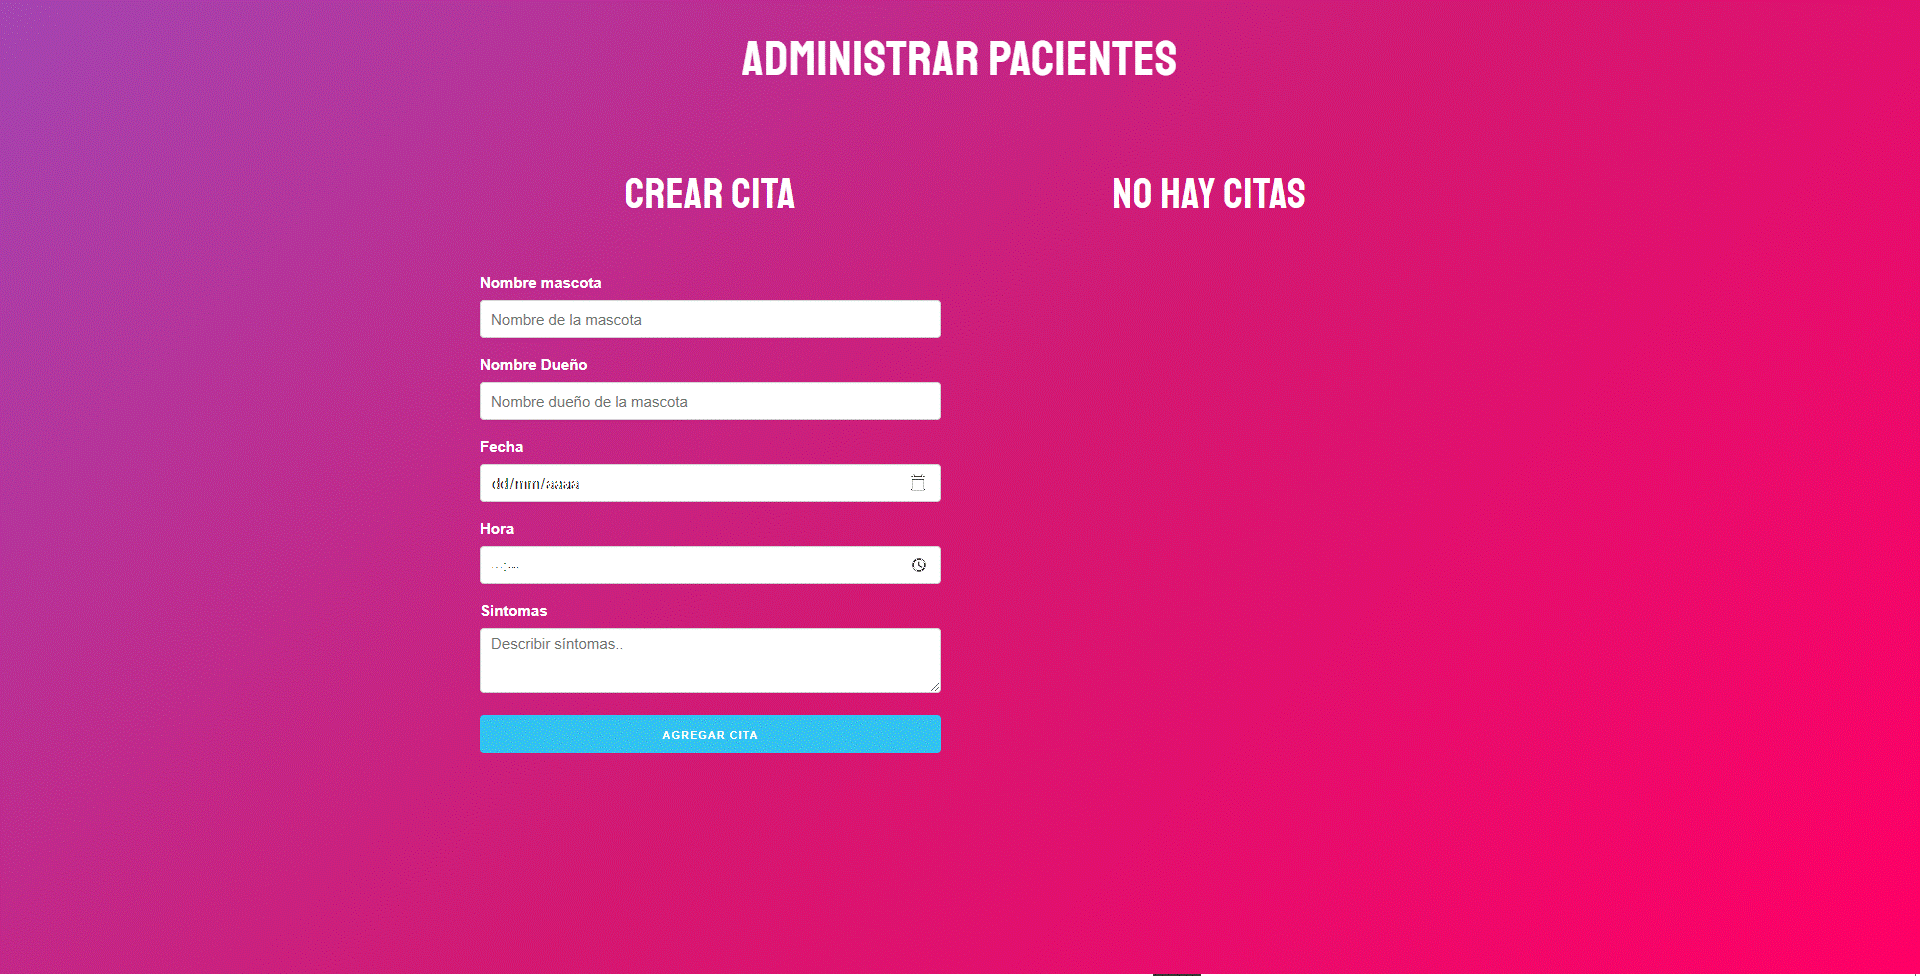 ADMINISTRAR PACIENTES
CREAR CITA
NO HAY CITAS
Nombre mascota
Nombre de la mascota
Nombre Dueño
Nombre dueño de la mascota
Fecha
dd/mm/aaaa
Hora
--:--
Sintomas
Describir síntomas..
AGREGAR CITA